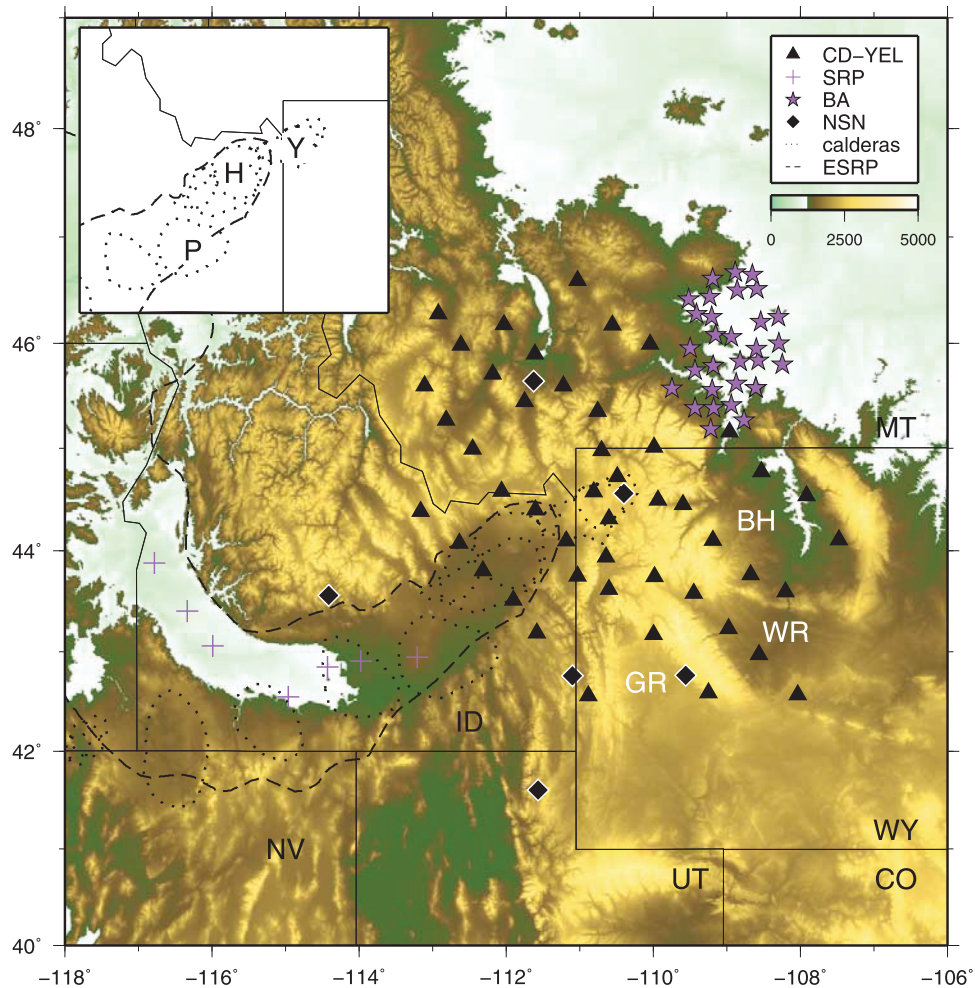 CD−YEL
SRP
BA
NSN
calderas
ESRP
0 2500 5000
Y
H
P
48˚
46˚
44˚
42˚
40˚
MT
BH
WR
GR
ID
NV
WY
UT
CO
−118˚ −116˚ −114˚ −112˚ −110˚ −108˚ −106˚